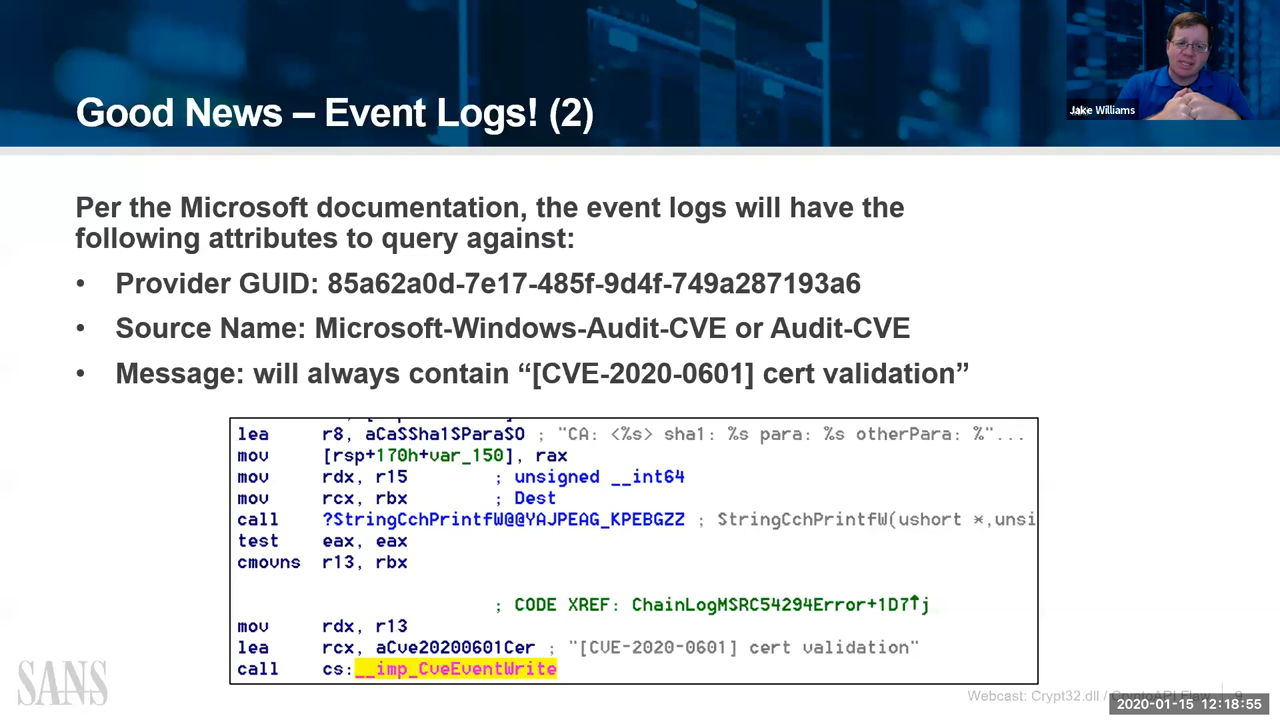 Good News – Event Logs! (2)
Jake Williams
Per the Microsoft documentation, the event logs will have the
following attributes to query against:
• Provider GUID: 85a62a0d-7e17-485f-9d4f-749a287193a6
• Source Name: Microsoft-Windows-Audit-CVE or Audit-CVE
• Message: will always contain “[CVE-2020-0601] cert validation”
lea r8, aCaSSha1SParaSO ; "CA: <%s> sha1: %s para: %s otherPara: %"...
mov [rsp+170h+var_150], rax
mov rdx, r15 ; unsigned __int64
mov rcx, rbx ; Dest
call ?StringCchPrintfW@@YAJPEAG_KPEBGZZ ; StringCchPrintfW(ushort *,unsi
test eax, eax
cmovns r13, rbx
; CODE XREF: ChainLogMSRC54294Error+1D7↑j
mov rdx, r13
lea rcx, aCve20200601Cer ; "[CVE-2020-0601] cert validation"
call cs:__imp_CveEventWrite
SANS
Webcast: Crypt32.dll / CryptoAPI Flaw 9
2020-01-15 12:18:55